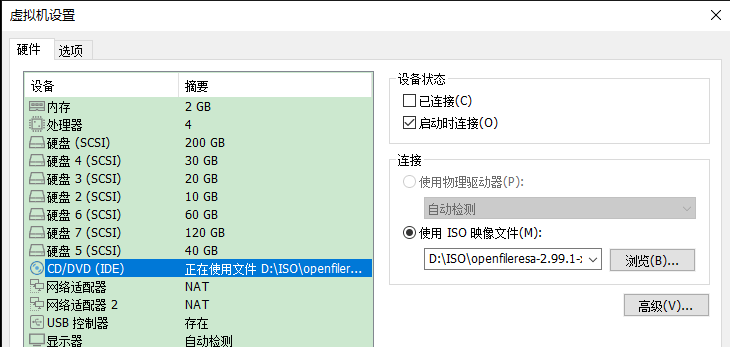 虚拟机设置
硬件 选项
设备 摘要
内存 2 GB
处理器 4
硬盘 (SCSI) 200 GB
硬盘 4 (SCSI) 30 GB
硬盘 3 (SCSI) 20 GB
硬盘 2 (SCSI) 10 GB
硬盘 6 (SCSI) 60 GB
硬盘 7 (SCSI) 120 GB
硬盘 5 (SCSI) 40 GB
CD/DVD (IDE) 正在使用文件 D:\ISO\openfiler...
网络适配器 NAT
网络适配器 2 NAT
USB 控制器 存在
显示器 自动检测
设备状态
已连接(C)
启动时连接(O)
连接
使用物理驱动器(P):
自动检测
使用 ISO 映像文件(M):
D:\ISO\openfileresa-2.99.1-x 浏览(B)...
高级(V)...